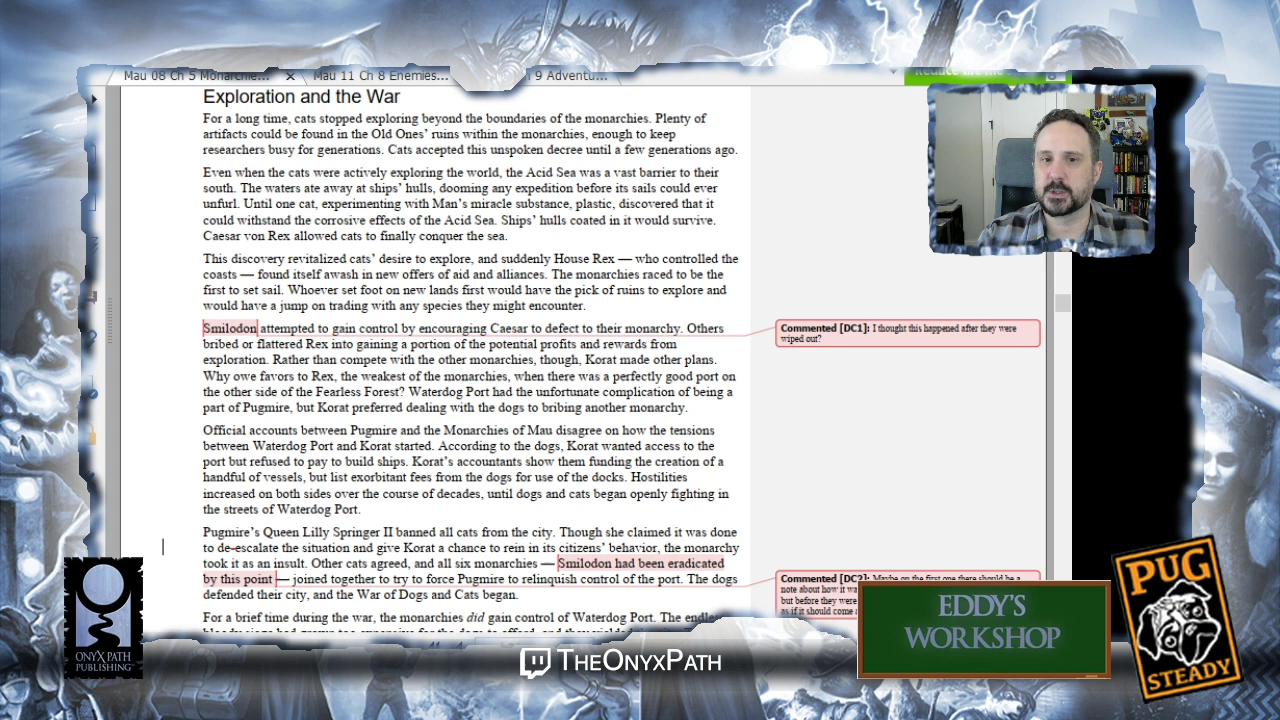 Mau 08 Ch 5 Monarchie...
Mau 11 Ch 8 Enemies...
9 Adventu...
Exploration and the War
For a long time, cats stopped exploring beyond the boundaries of the monarchies. Plenty of
artifacts could be found in the Old Ones' ruins within the monarchies, enough to keep
researchers busy for generations. Cats accepted this unspoken decree until a few generations ago.
Even when the cats were actively exploring the world, the Acid Sea was a vast barrier to their
south. The waters ate away at ships' hulls, dooming any expedition before its sails could ever
unfurl. Until one cat, experimenting with Man's miracle substance, plastic, discovered that it
could withstand the corrosive effects of the Acid Sea. Ships' hulls coated in it would survive.
Caesar von Rex allowed cats to finally conquer the sea.
This discovery revitalized cats' desire to explore, and suddenly House Rex — who controlled the
coasts — found itself awash in new offers of aid and alliances. The monarchies raced to be the
first to set sail. Whoever set foot on new lands first would have the pick of ruins to explore and
would have a jump on trading with any species they might encounter.
Smilodon attempted to gain control by encouraging Caesar to defect to their monarchy. Others
bribed or flattered Rex into gaining a portion of the potential profits and rewards from
exploration. Rather than compete with the other monarchies, though, Korat made other plans.
Why owe favors to Rex, the weakest of the monarchies, when there was a perfectly good port on
the other side of the Fearless Forest? Waterdog Port had the unfortunate complication of being a
part of Pugmire, but Korat preferred dealing with the dogs to bribing another monarchy.
Official accounts between Pugmire and the Monarchies of Mau disagree on how the tensions
between Waterdog Port and Korat started. According to the dogs, Korat wanted access to the
port but refused to pay to build ships. Korat's accountants show them funding the creation of a
handful of vessels, but list exorbitant fees from the dogs for use of the docks. Hostilities
increased on both sides over the course of decades, until dogs and cats began openly fighting in
the streets of Waterdog Port.
Pugmire's Queen Lilly Springer II banned all cats from the city. Though she claimed it was done
to de-escalate the situation and give Korat a chance to rein in its citizens' behavior, the monarchy
took it as an insult. Other cats agreed, and all six monarchies — Smilodon had been eradicated
by this point — joined together to try to force Pugmire to relinquish control of the port. The dogs
defended their city, and the War of Dogs and Cats began.
For a brief time during the war, the monarchies did gain control of Waterdog Port. The
Commented [DC1]: I thought this happened after they were
wiped out?
Commented [DC2]: Maybe on the first one there should be a
note about how it
but before they were
as if it should come
EDDY'S
WORKSHOP
PUG
STEADY
ONYX PATH
PUBLISHING
THEONYXPATH